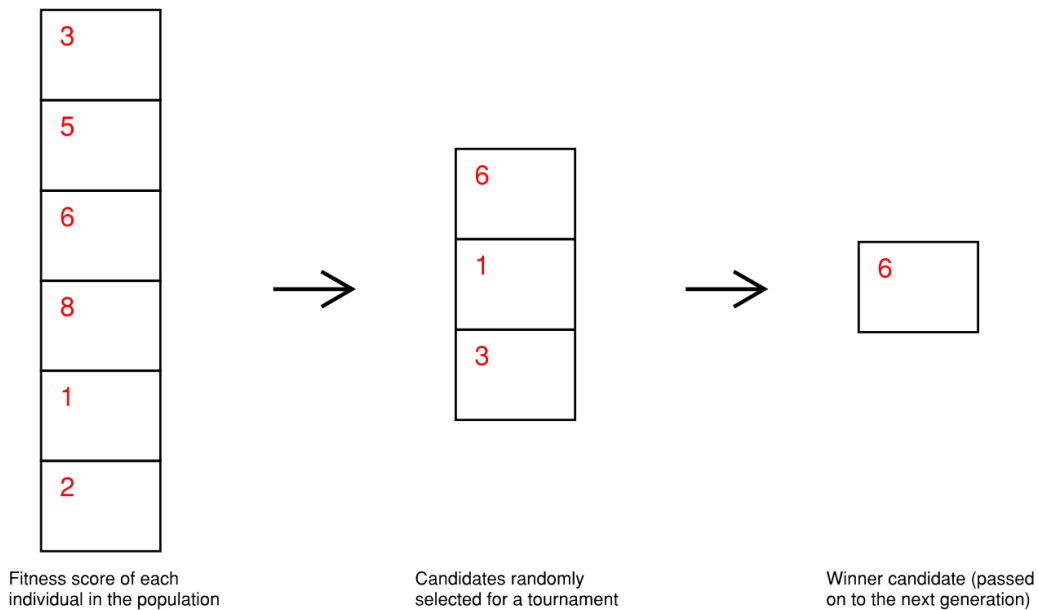 3
5
6
8
1
2
6
1
3
6
Fitness score of each
individual in the population
Candidates randomly
selected for a tournament
Winner candidate (passed
on to the next generation)